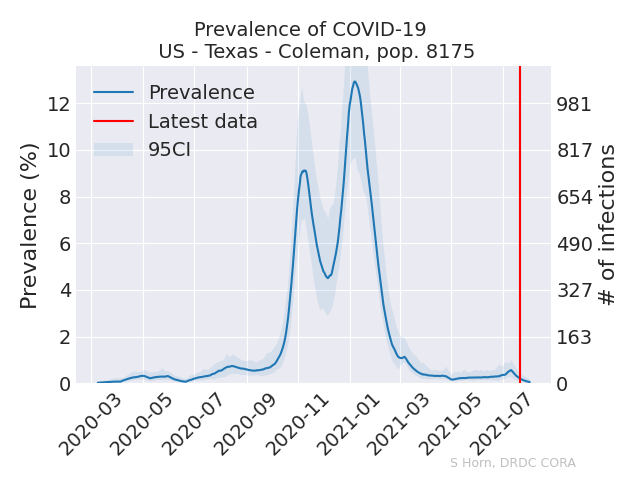 Prevalence of COVID-19
US - Texas - Coleman, pop. 8175
Prevalence
Latest data
95CI
Prevalence (%)
12
10
8
6
4
2
0
981
817
654
490
327
163
0
# of infections
2020-03
2020-05
2020-07
2020-09
2020-11
2021-01
2021-03
2021-05
2021-07
S Horn, DRDC CORA